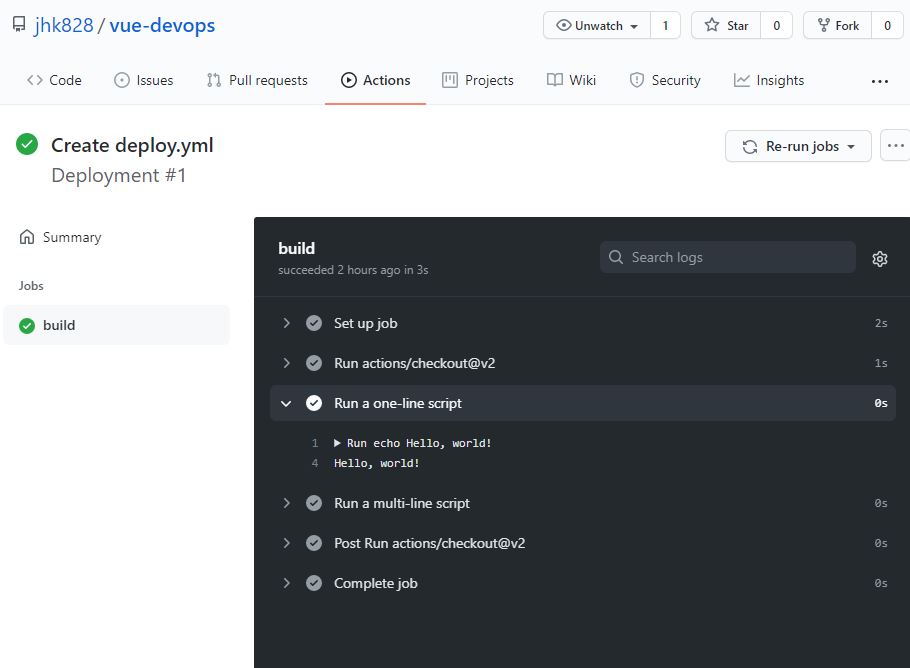 jhk828 / vue-devops
Unwatch 1 Star 0 Fork 0
Code Issues Pull requests Actions Projects Wiki Security Insights ...
Create deploy.yml
Deployment #1
Re-run jobs ...
Summary
Jobs
build
build
succeeded 2 hours ago in 3s
Search logs
Set up job 2s
Run actions/checkout@v2 1s
Run a one-line script 0s
1 Run echo Hello, world!
4 Hello, world!
Run a multi-line script 0s
Post Run actions/checkout@v2 0s
Complete job 0s